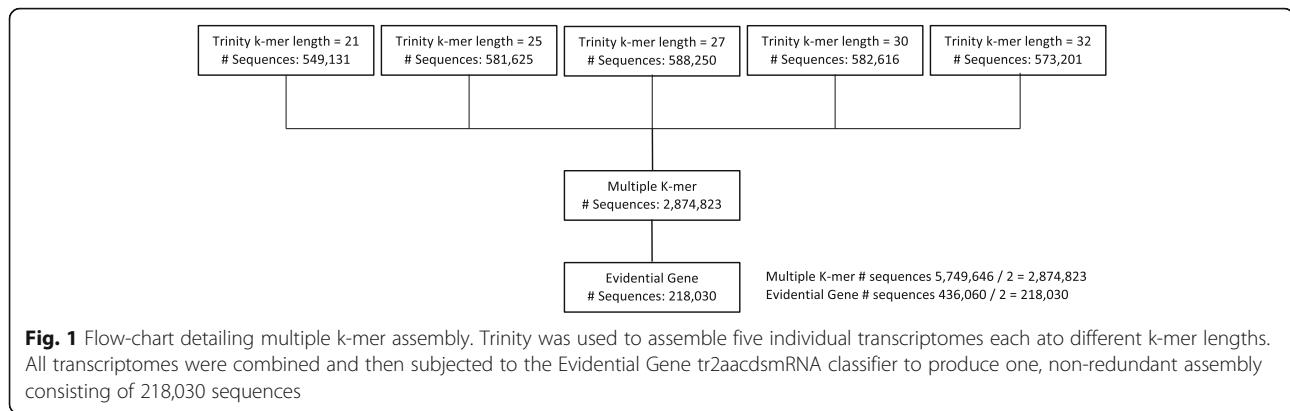 Trinity k-mer length = 21
# Sequences: 549,131
Trinity k-mer length = 25
# Sequences: 581,625
Trinity k-mer length = 27
# Sequences: 588,250
Trinity k-mer length = 30
# Sequences: 582,616
Trinity k-mer length = 32
# Sequences: 573,201
Multiple K-mer
# Sequences: 2,874,823
Evidential Gene
# Sequences: 218,030
Multiple K-mer # sequences 5,749,646 / 2 = 2,874,823
Evidential Gene # sequences 436,060 / 2 = 218,030
Fig. 1 Flow-chart detailing multiple k-mer assembly. Trinity was used to assemble five individual transcriptomes each ato different k-mer lengths.
All transcriptomes were combined and then subjected to the Evidential Gene tr2aacdsmRNA classifier to produce one, non-redundant assembly
consisting of 218,030 sequences